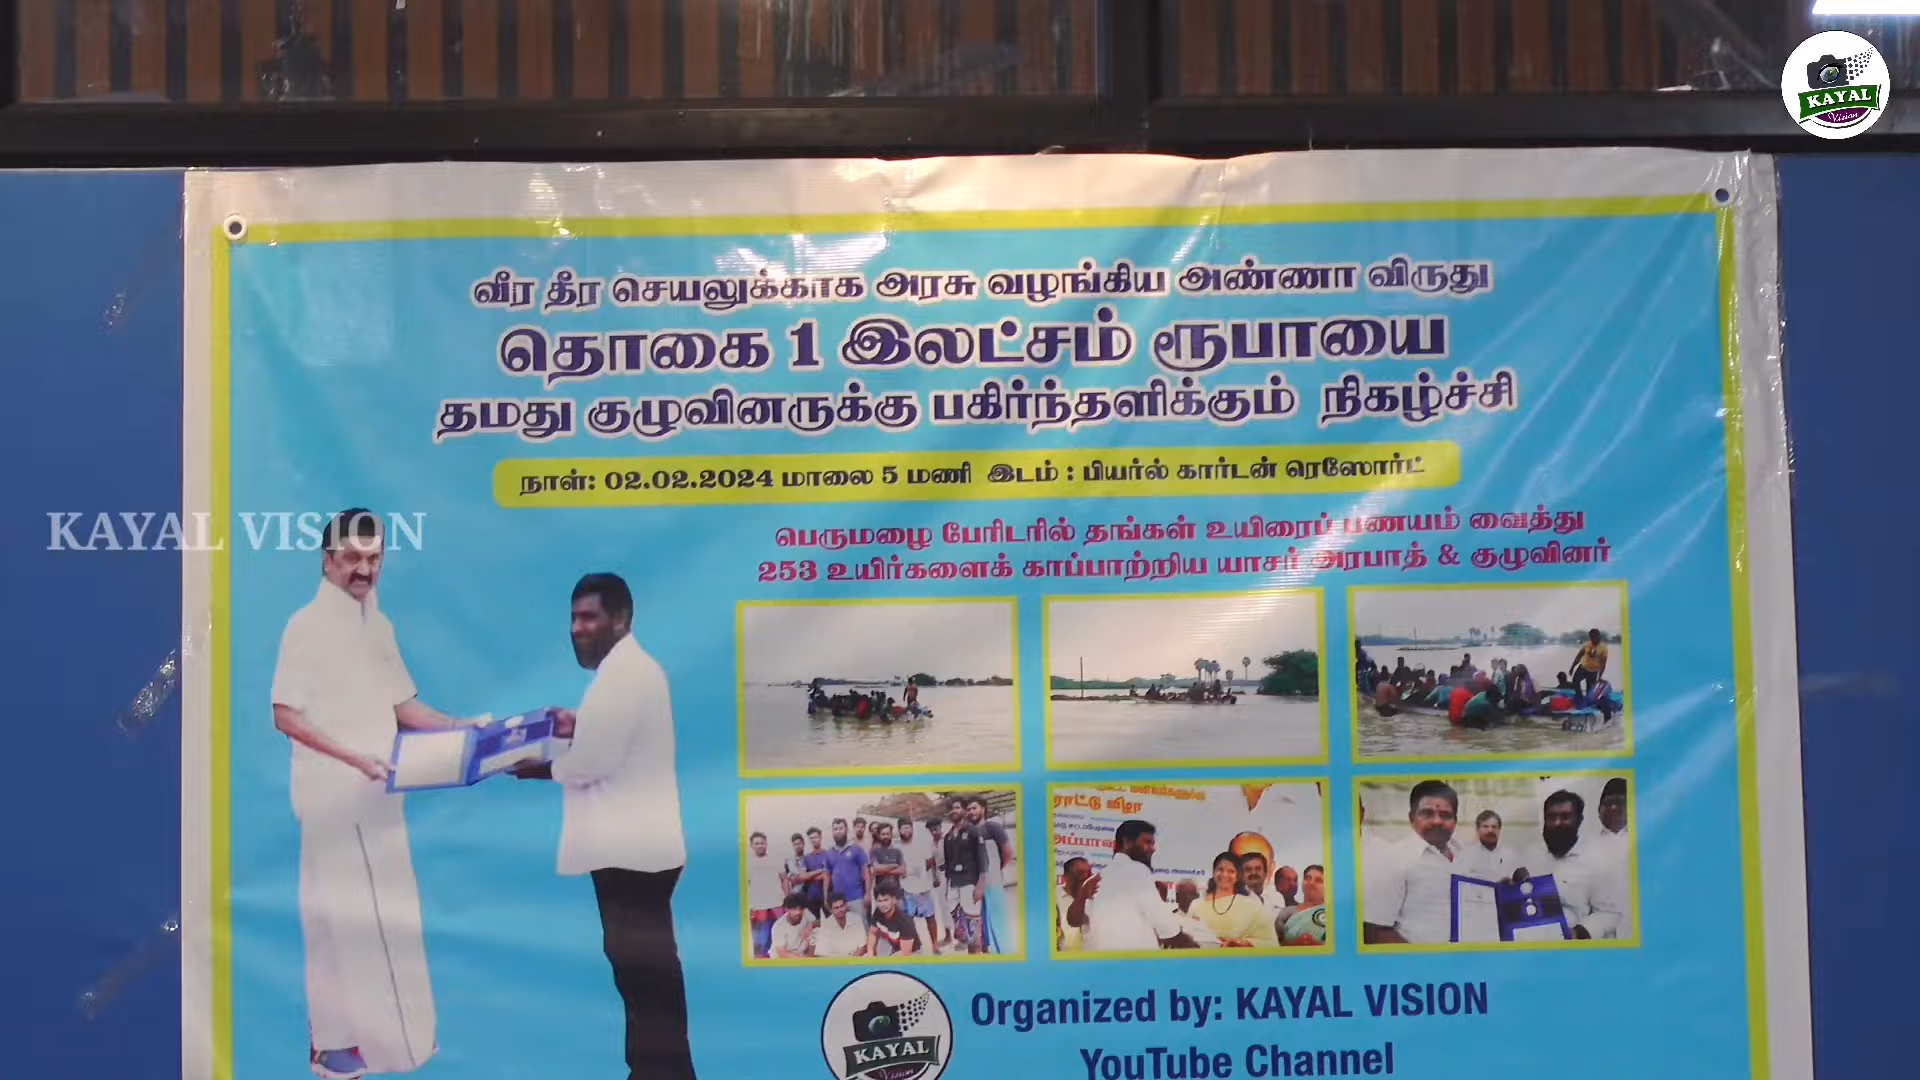 KAYAL
Vision
வீர தீர செயலுக்காக அரசு வழங்கிய அண்ணா விருது
தொகை 1 இலட்சம் ரூபாயை
தமது குழுவினருக்கு பகிர்ந்தளிக்கும் நிகழ்ச்சி
நாள்: 02.02.2024 மாலை 5 மணி இடம் : பியர்ல் கார்டன் ரெஸோர்ட்
KAYAL VISION
பெருமழை பேரிடரில் தங்கள் உயிரைப் பணயம் வைத்து
253 உயிர்களைக் காப்பாற்றிய யாசர் அரபாத் & குழுவினர்
ராட்டு விழா
Organized by: KAYAL VISION
YouTube Channel
KAYAL
Vision